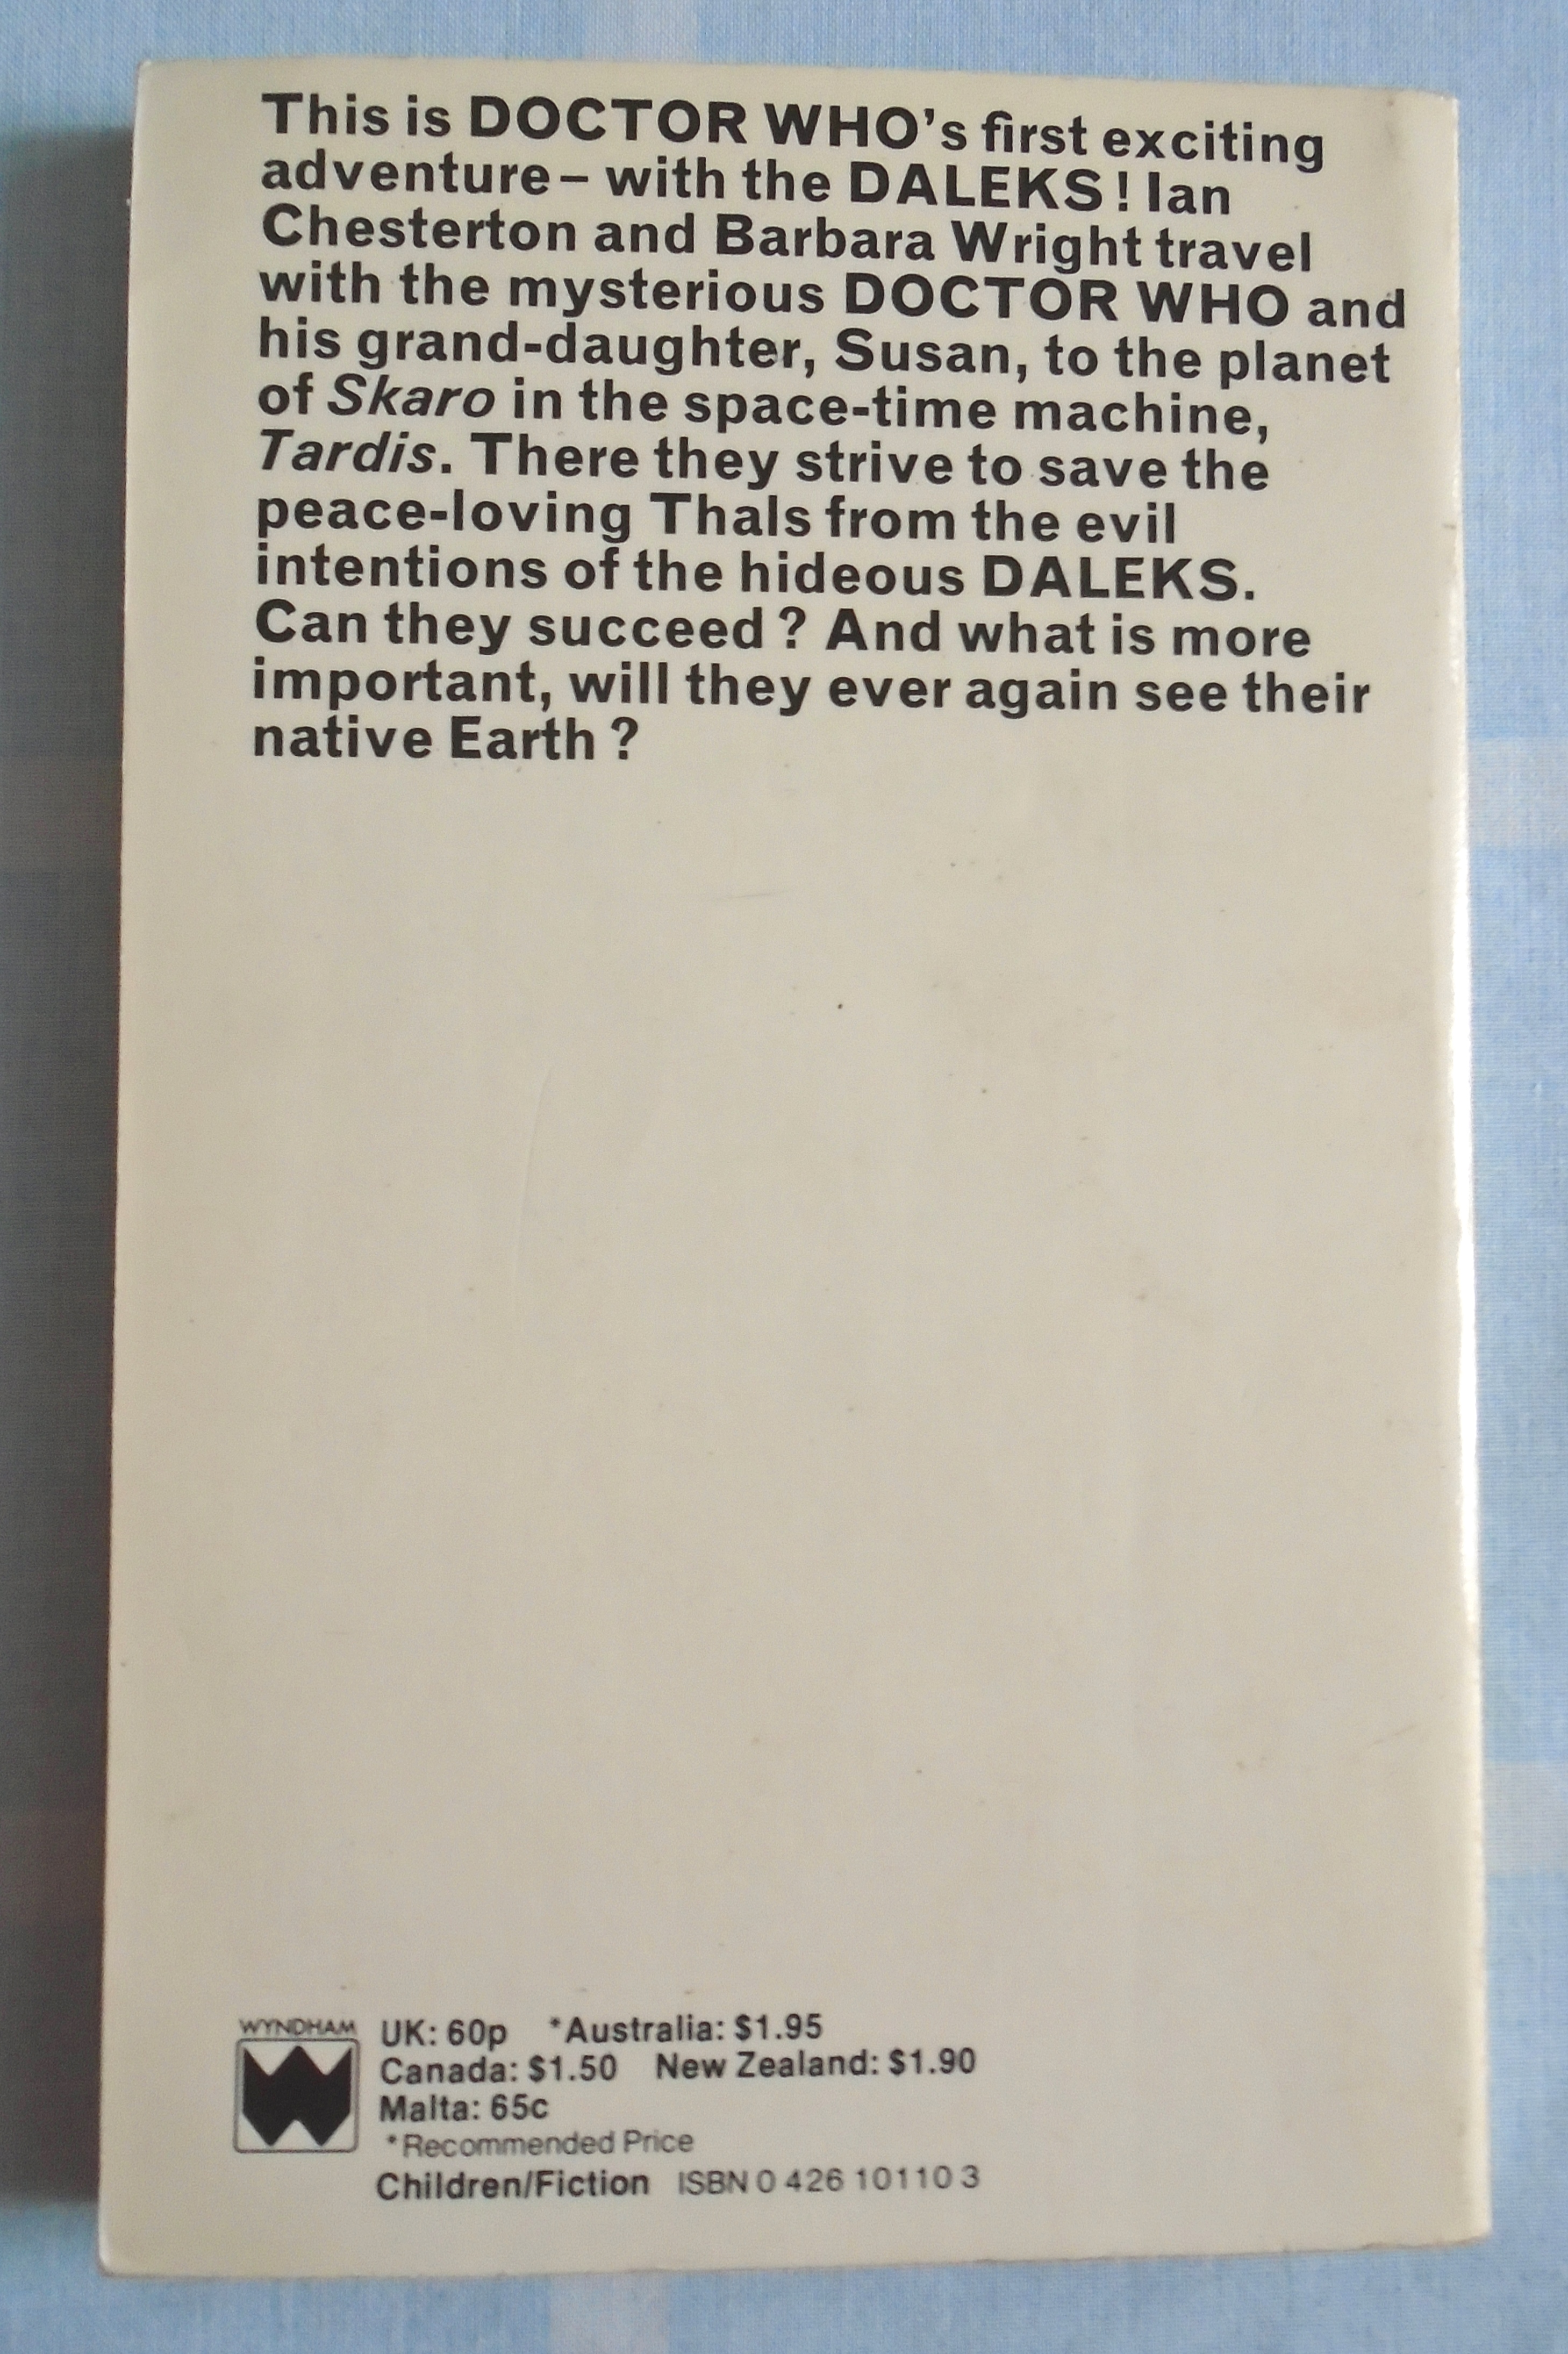 This is DOCTOR WHO's first exciting
adventure – with the DALEKS! Ian
Chesterton and Barbara Wright travel
with the mysterious DOCTOR WHO and
his grand-daughter, Susan, to the planet
of Skaro in the space-time machine,
Tardis. There they strive to save the
peace-loving Thals from the evil
intentions of the hideous DALEKS.
Can they succeed? And what is more
important, will they ever again see their
native Earth?
WYNDHAM
UK: 60p *Australia: $1.95
Canada: $1.50 New Zealand: $1.90
Malta: 65c
*Recommended Price
Children/Fiction ISBN 0 426 10110 3